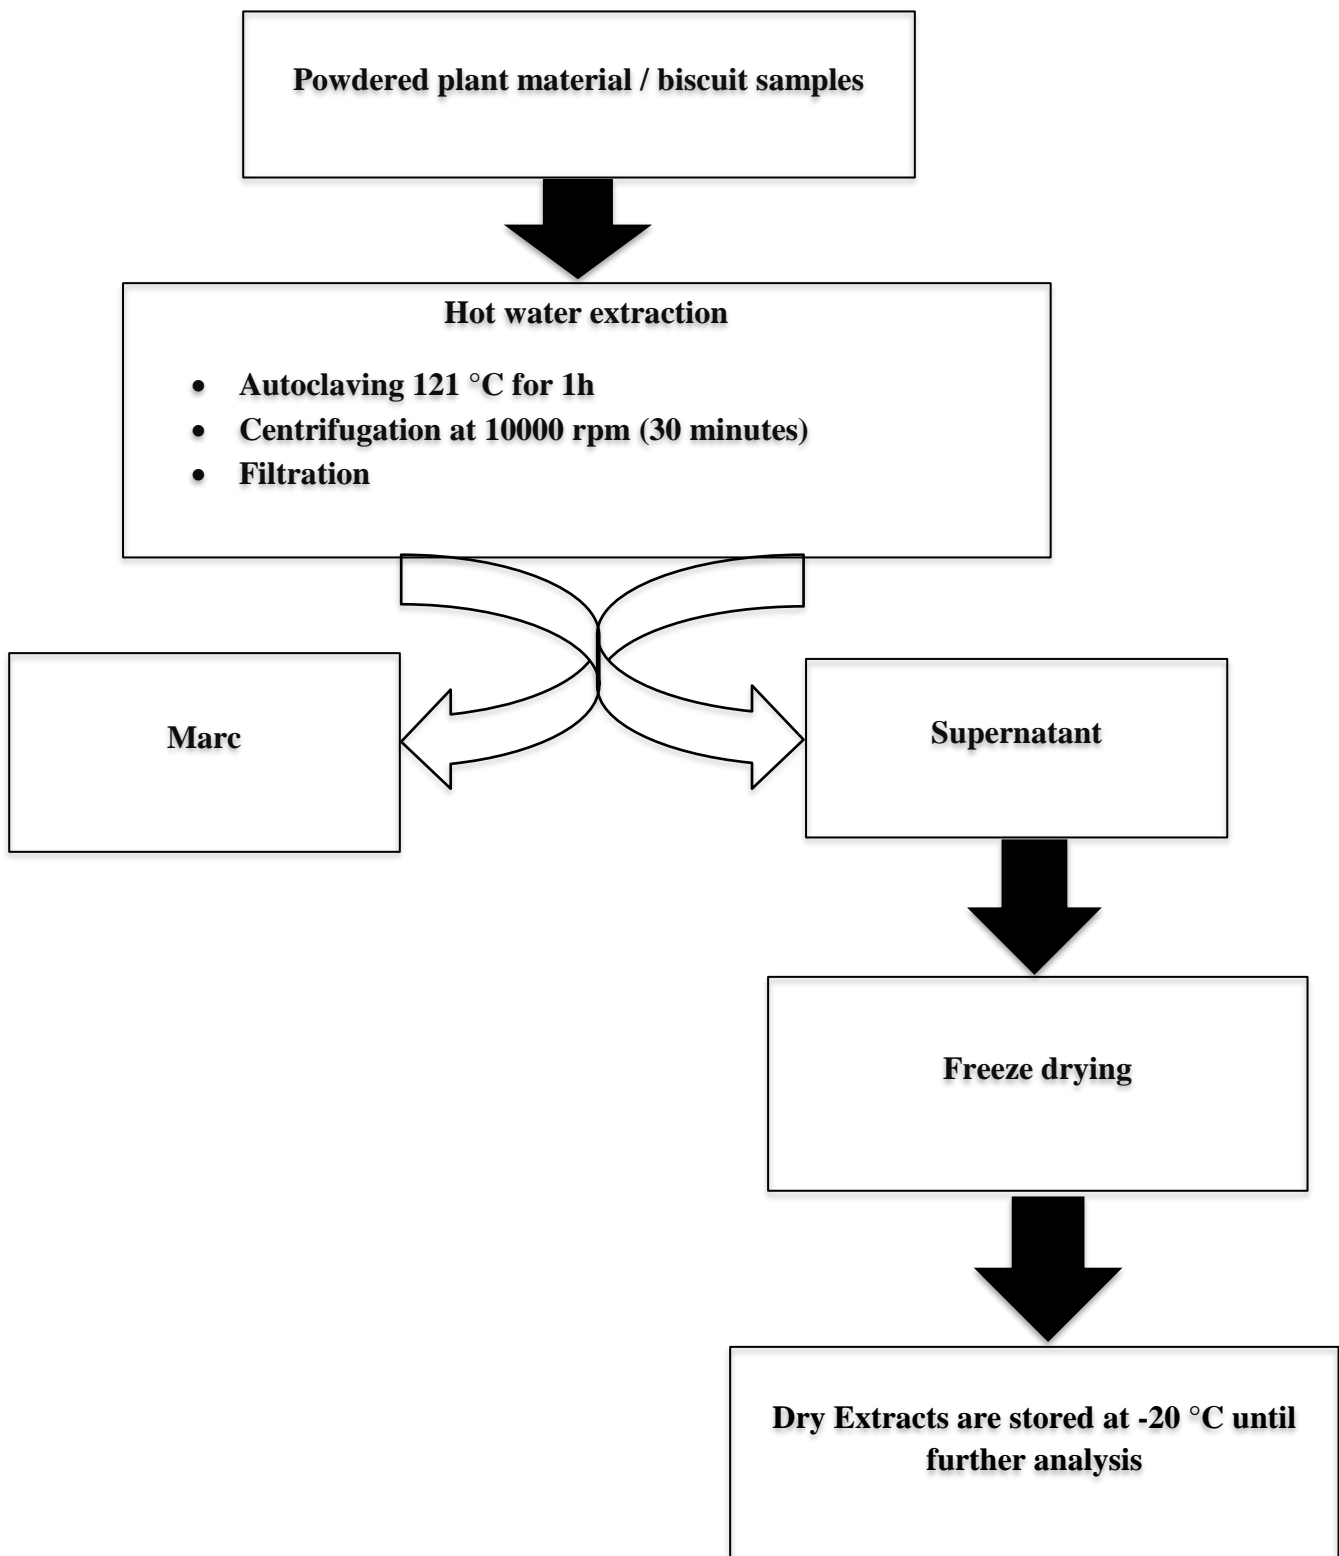 Powdered plant material / biscuit samples
Hot water extraction
• Autoclaving 121 °C for 1h
• Centrifugation at 10000 rpm (30 minutes)
• Filtration
Marc
Supernatant
Freeze drying
Dry Extracts are stored at -20 °C until
further analysis